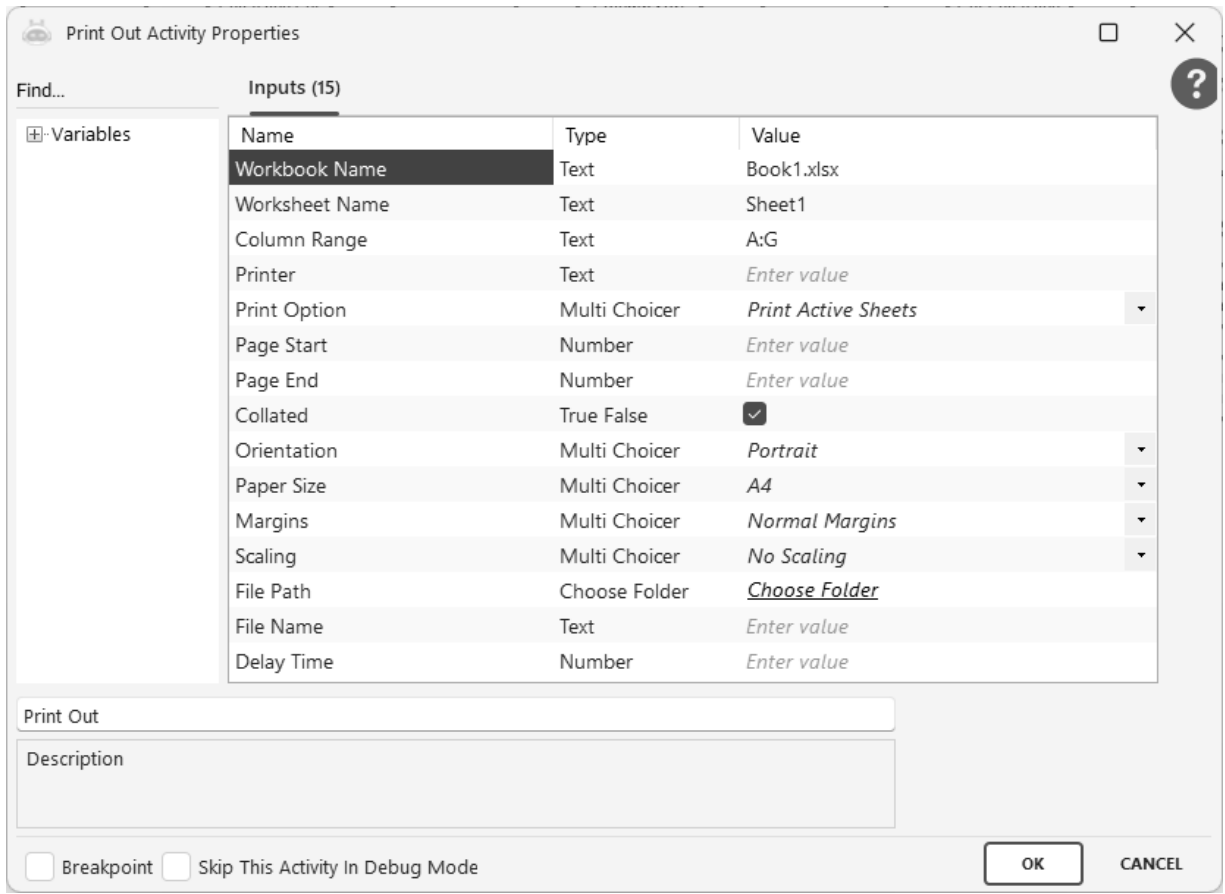 Print Out Activity Properties
Find...
Inputs (15)
?
Variables
Name Type Value
Workbook Name Text Book1.xlsx
Worksheet Name Text Sheet1
Column Range Text A:G
Printer Text Enter value
Print Option Multi Choicer Print Active Sheets
Page Start Number Enter value
Page End Number Enter value
Collated True False
Orientation Multi Choicer Portrait
Paper Size Multi Choicer A4
Margins Multi Choicer Normal Margins
Scaling Multi Choicer No Scaling
File Path Choose Folder Choose Folder
File Name Text Enter value
Delay Time Number Enter value
Print Out
Description
Breakpoint Skip This Activity In Debug Mode OK CANCEL